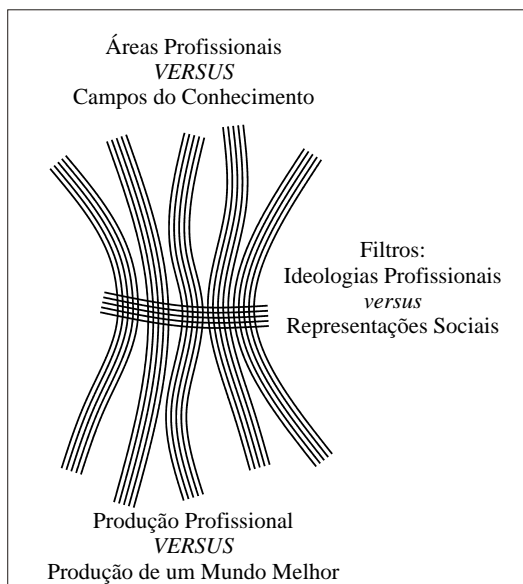 Áreas Profissionais
VERSUS
Campos do Conhecimento
Filtros:
Ideologias Profissionais
versus
Representações Sociais
Produção Profissional
VERSUS
Produção de um Mundo Melhor